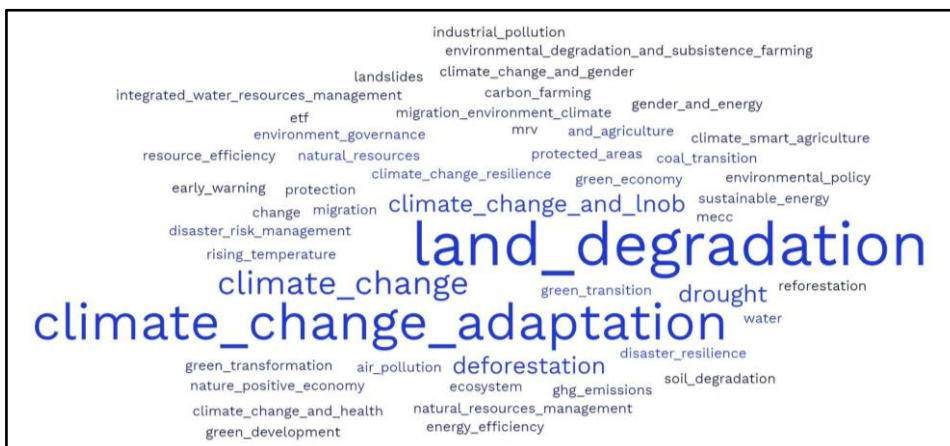 industrial_pollution
environmental_degradation_and_subsistence_farming
landslides
climate_change_and_gender
integrated_water_resources_management
carbon_farming
gender_and_energy
migration_environment_climate
etf
mrv
and_agriculture
environment_governance
climate_smart_agriculture
resource_efficiency
natural_resources
protected_areas
coal_transition
climate_change_resilience
green_economy
environmental_policy
early_warning
protection
sustainable_energy
climate_change_and_lnob
change
migration
mecc
disaster_risk_management
land_degradation
rising_temperature
climate_change
green_transition
drought
reforestation
climate_change_adaptation
water
disaster_resilience
green_transformation
air_pollution
deforestation
soil_degradation
nature_positive_economy
ecosystem
ghg_emissions
climate_change_and_health
natural_resources_management
green_development
energy_efficiency